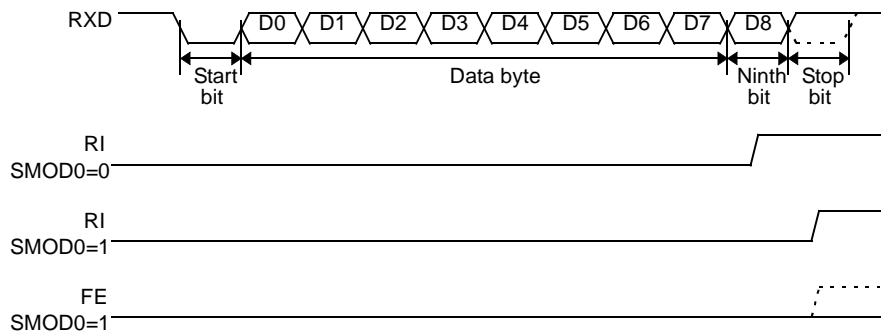 RXD D0 D1 D2 D3 D4 D5 D6 D7 D8
Start bit
Data byte
Ninth bit
Stop bit
RI
SMOD0=0
RI
SMOD0=1
FE
SMOD0=1